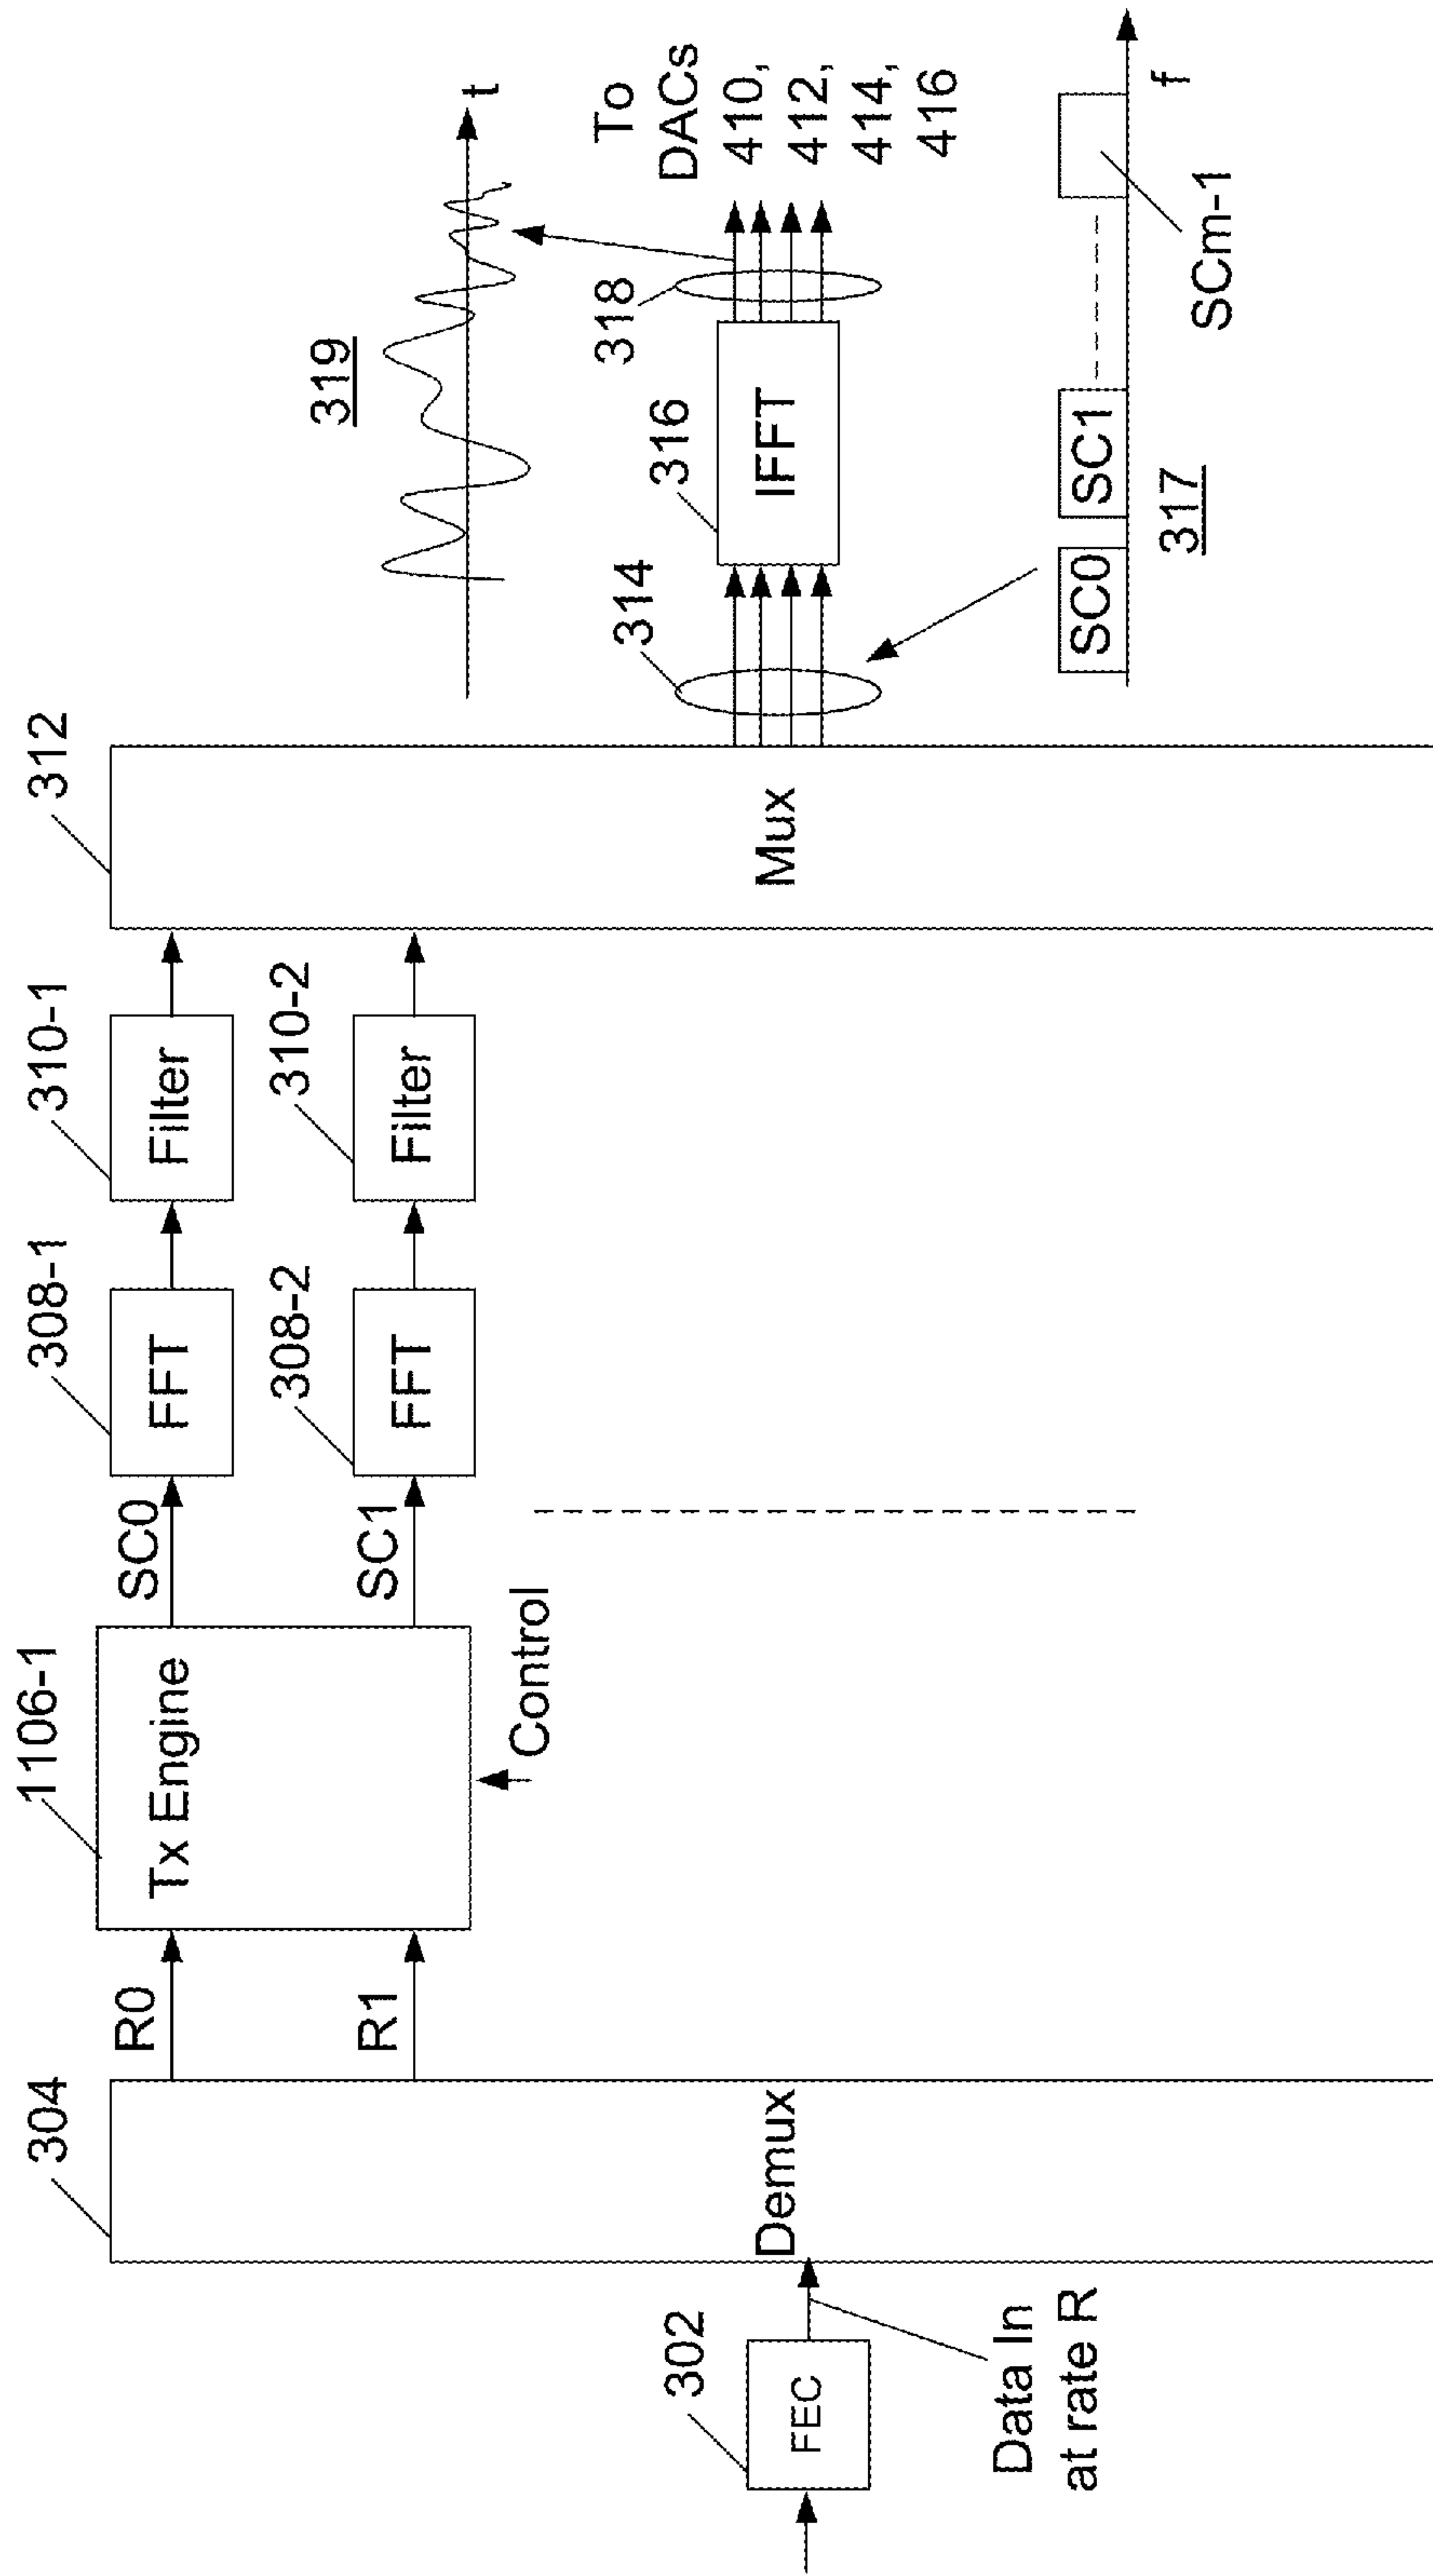 304
R0
R1
302
FEC
Data In
at rate R
Demux
1106-1
Tx Engine
Control
SC0
SC1
308-1
FFT
308-2
FFT
310-1
Filter
310-2
Filter
312
Mux
314
316
IFFT
318
319
t
To
DACs
410,
412,
414,
416
SC0
SC1
SCm-1
f
317